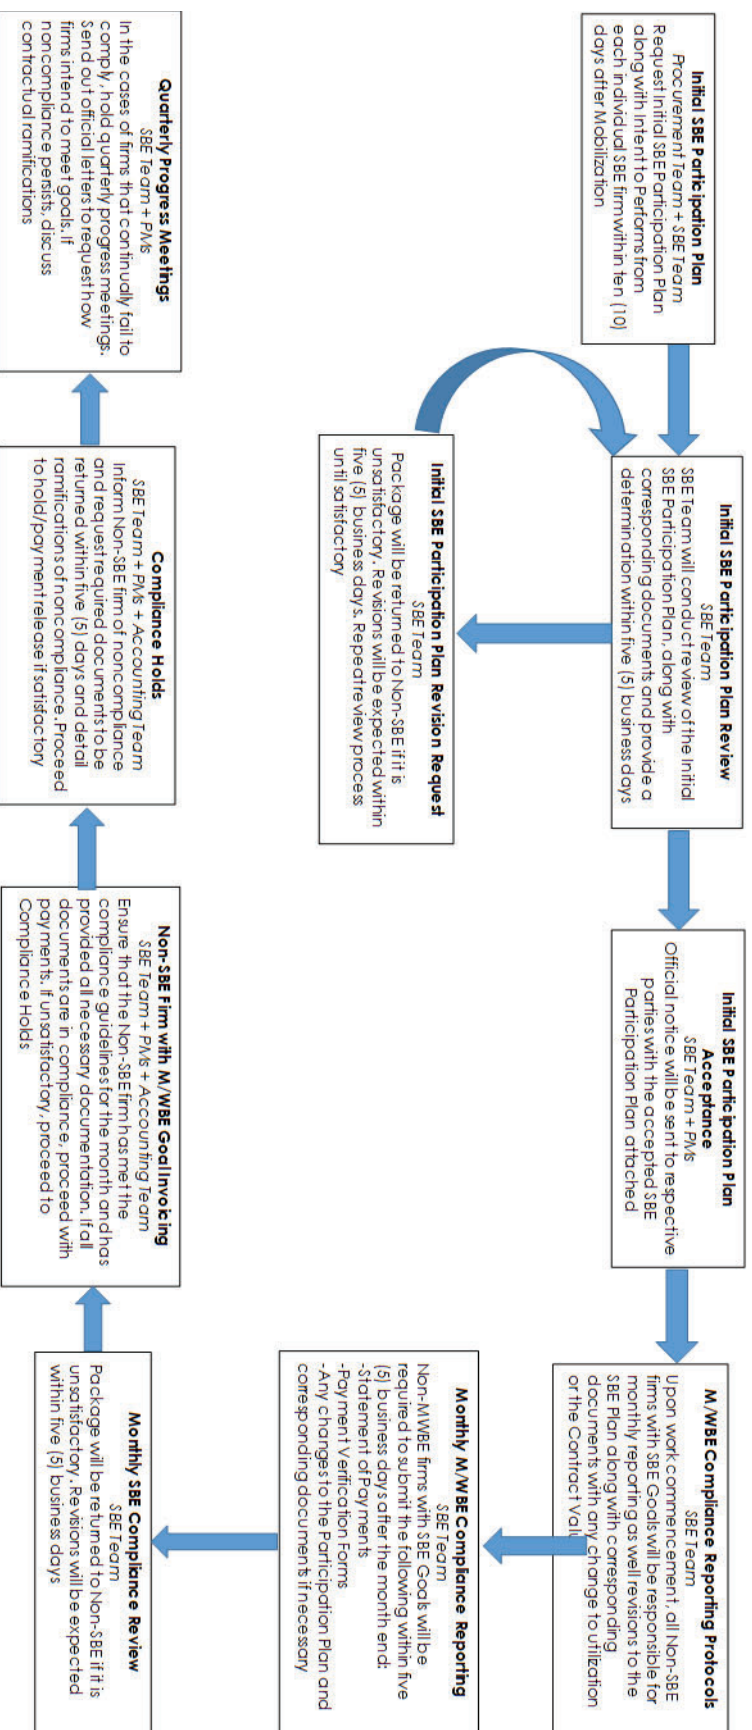 Initial SBE Participation Plan
Procurement Team + SBE Team
Request Initial SBE Participation Plan
along with Intent to Performs from
each individual SBE firm within ten (10)
days after Mobilization
Initial SBE Participation Plan Review
SBE Team
SBE Team will conduct review of the Initial
SBE Participation Plan, along with
corresponding documents and provide a
determination within five (5) business days
Initial SBE Participation Plan Revision Request
SBE Team
Package will be returned to Non-SBE if it is
unsatisfactory. Revisions will be expected within
five (5) business days. Repeat review process
until satisfactory
Initial SBE Participation Plan
Acceptance
SBE Team + PMs
Official notice will be sent to respective
parties with the accepted SBE
Participation Plan attached
M/WBE Compliance Reporting Protocols
SBE Team
Upon work commencement, all Non-SBE
firms with SBE Goals will be responsible for
monthly reporting as well revisions to the
SBE Plan along with corresponding
documents with any change to utilization
or the Contract Valu
Monthly M/WBE Compliance Reporting
SBE Team
Non-MWBE firms with SBE Goals will be
required to submit the following within five
(5) business days after the month end:
-Statement of Payments
-Payment Verification Forms
-Any changes to the Participation Plan and
corresponding documents if necessary
Monthly SBE Compliance Review
SBE Team
Package will be returned to Non-SBE if it is
unsatisfactory. Revisions will be expected
within five (5) business days
Non-SBE Firm with M/WBE Goal Invoicing
SBE Team + PMs + Accounting Team
Ensure that the Non-SBE firm has met the
compliance guidelines for the month and has
provided all necessary documentation. If all
documents are in compliance, proceed with
payments. If unsatisfactory, proceed to
Compliance Holds
Compliance Holds
SBE Team + PMs + Accounting Team
Inform Non-SBE firm of noncompliance
and request required documents to be
returned within five (5) days and detail
ramifications of noncompliance. Proceed
to hold/payment release if satisfactory
Quarterly Progress Meetings
SBE Team + PMs
In the cases of firms that continually fail to
comply, hold quarterly progress meetings.
Send out official letters to request how
firms intend to meet goals. If
noncompliance persists, discuss
contractual ramifications